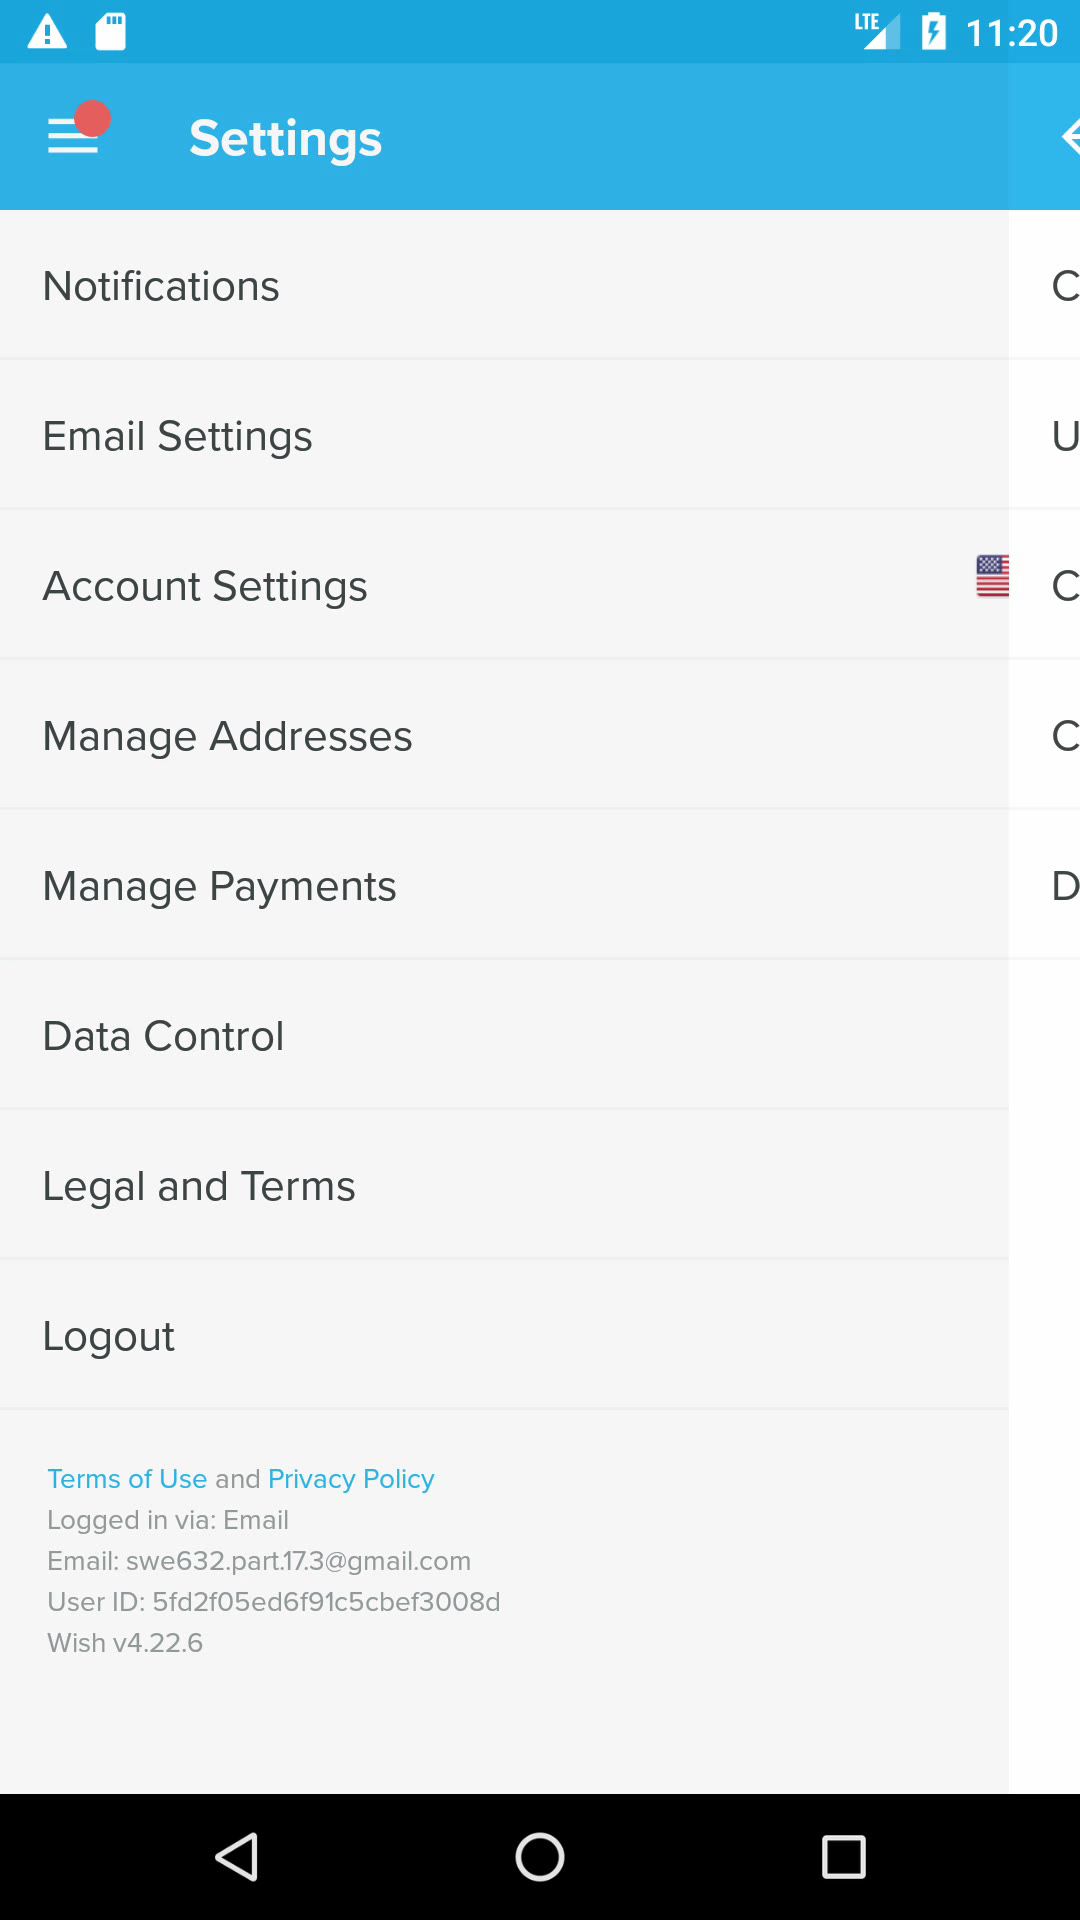 LTE 11:20
Settings
Notifications
C
Email Settings
U
Account Settings
C
Manage Addresses
C
Manage Payments
D
Data Control
Legal and Terms
Logout
Terms of Use and Privacy Policy
Logged in via: Email
Email: swe632.part.17.3@gmail.com
User ID: 5fd2f05ed6f91c5cbef3008d
Wish v4.22.6